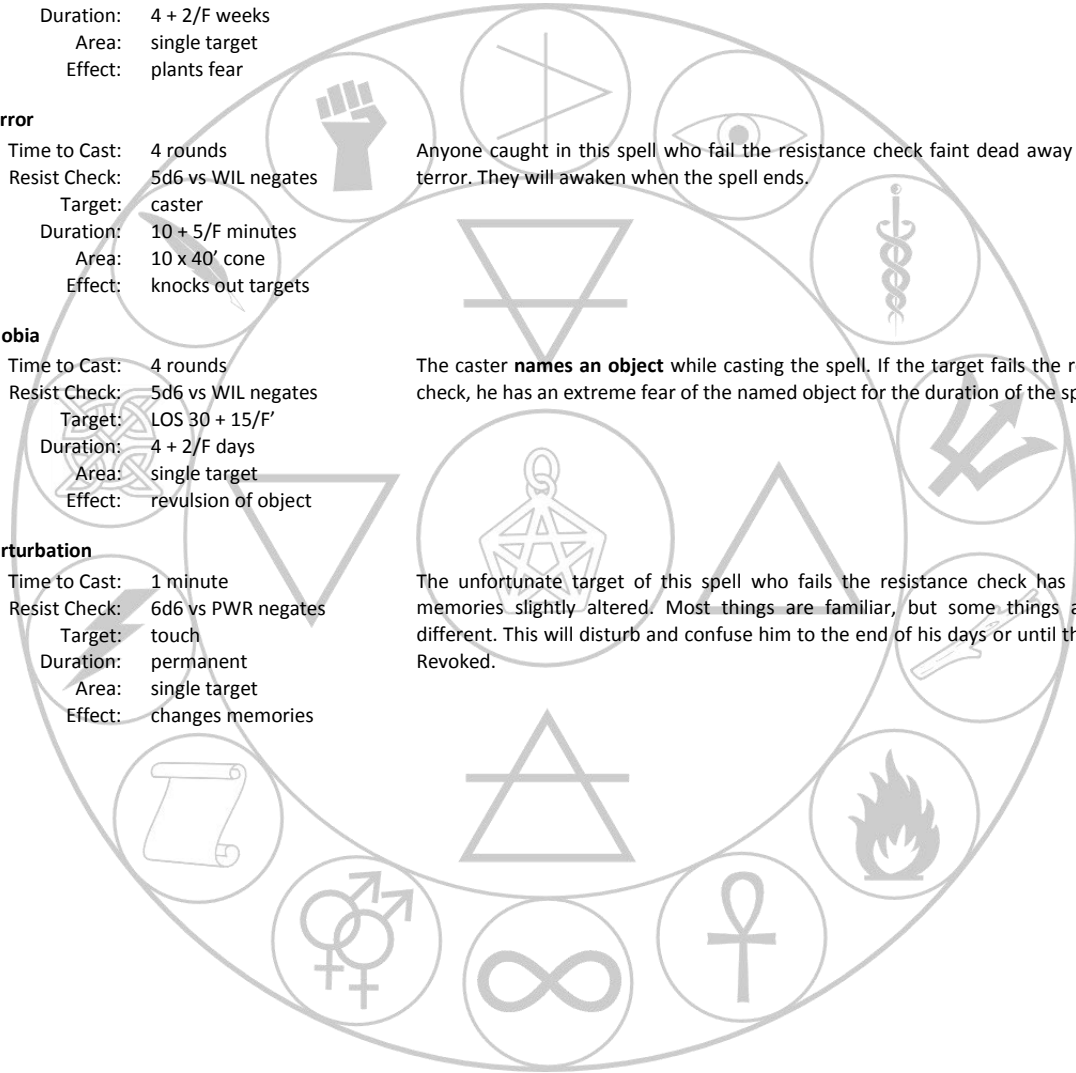 Duration: 4 + 2/F weeks
Area: single target
Effect: plants fear
rror
Time to Cast: 4 rounds
Resist Check: 5d6 vs WIL negates
Target: caster
Duration: 10 + 5/F minutes
Area: 10 x 40’ cone
Effect: knocks out targets
Anyone caught in this spell who fail the resistance check faint dead away
terror. They will awaken when the spell ends.
obia
Time to Cast: 4 rounds
Resist Check: 5d6 vs WIL negates
Target: LOS 30 + 15/F’
Duration: 4 + 2/F days
Area: single target
Effect: revulsion of object
The caster names an object while casting the spell. If the target fails the re
check, he has an extreme fear of the named object for the duration of the sp
rturbation
Time to Cast: 1 minute
Resist Check: 6d6 vs PWR negates
Target: touch
Duration: permanent
Area: single target
Effect: changes memories
The unfortunate target of this spell who fails the resistance check has
memories slightly altered. Most things are familiar, but some things a
different. This will disturb and confuse him to the end of his days or until th
Revoked.